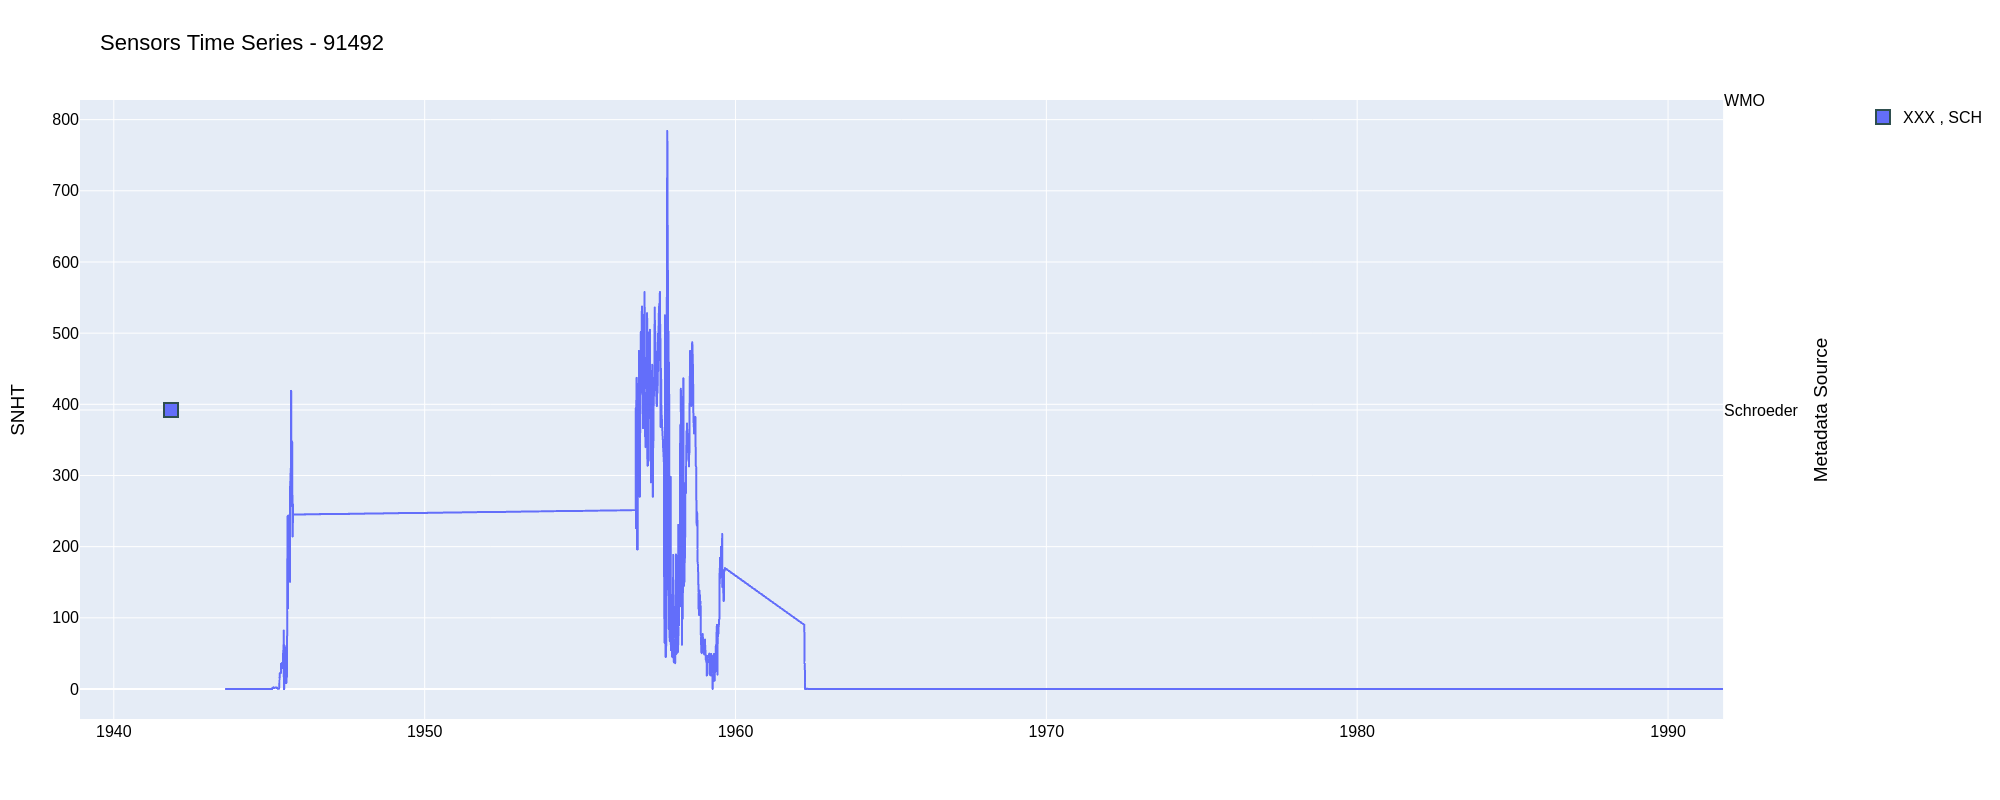 Sensors Time Series - 91492
800
700
600
500
400
300
200
100
0
SNHT
1940
1950
1960
1970
1980
1990
WMO
Schroeder
Metadata Source
XXX , SCH